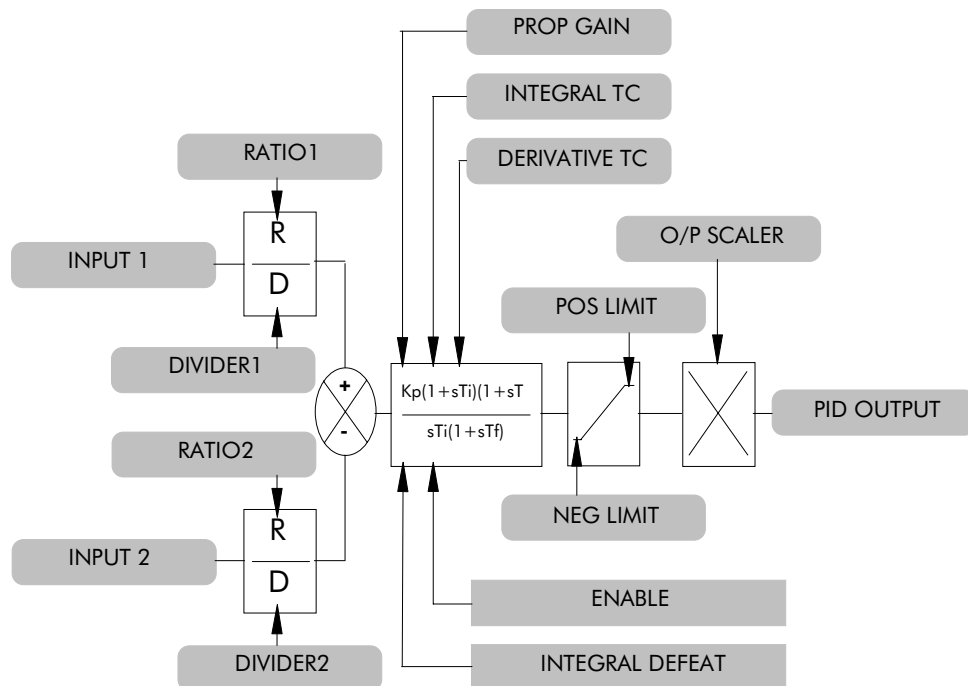 PROP GAIN
INTEGRAL TC
DERIVATIVE TC
RATIO1
R
D
INPUT 1
DIVIDER1
O/P SCALER
POS LIMIT
+
-
Kp(1+sTi)(1+sT
sTi(1+sTf)
PID OUTPUT
NEG LIMIT
RATIO2
R
D
INPUT 2
DIVIDER2
ENABLE
INTEGRAL DEFEAT